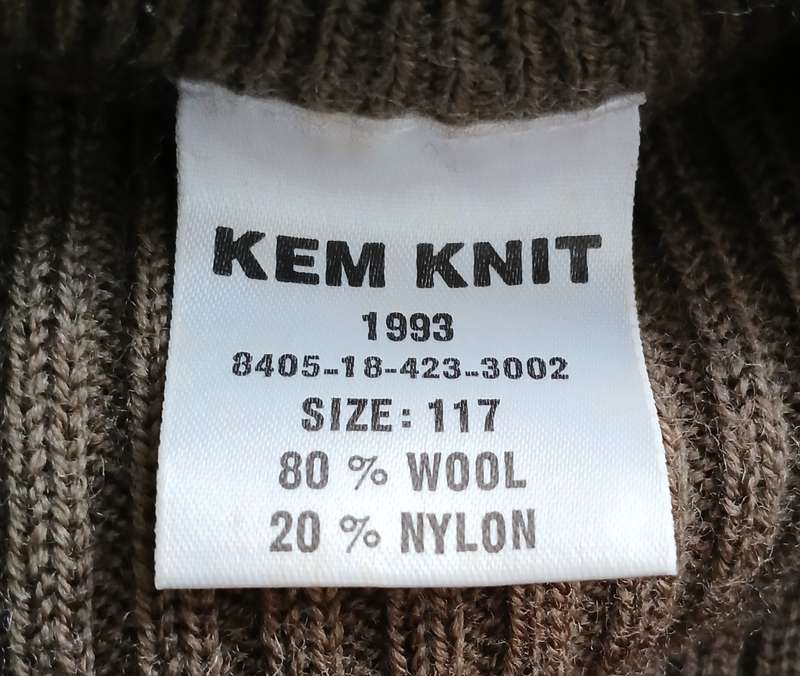 KEM KNIT
1993
8405-18-423-3002
SIZE: 117
80 % WOOL
20 % NYLON